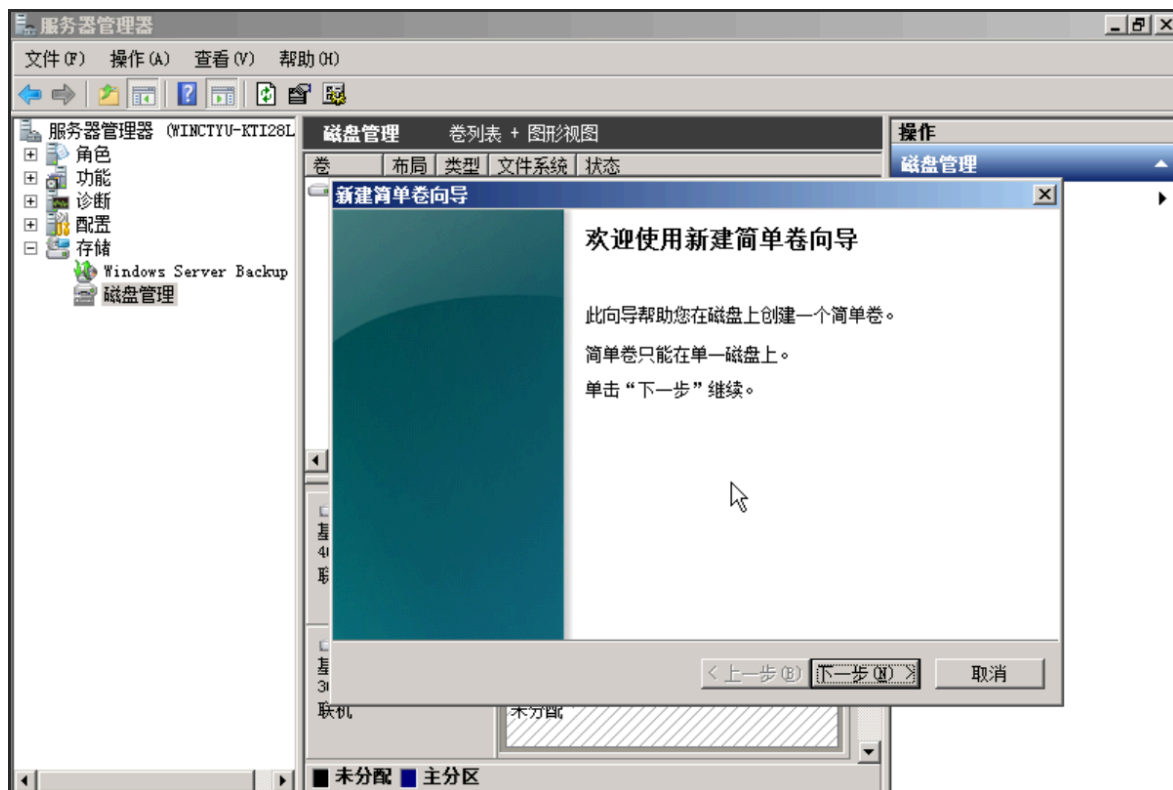 服务器管理器
文件(F) 操作(A) 查看(V) 帮助(H)
服务器管理器 (WINCTYU-KTI28L
角色
功能
诊断
配置
存储
Windows Server Backup
磁盘管理
磁盘管理 卷列表 + 图形视图
卷 布局 类型 文件系统 状态
新建简单卷向导
欢迎使用新建简单卷向导
此向导帮助您在磁盘上创建一个简单卷。
简单卷只能在单一磁盘上。
单击“下一步”继续。
< 上一步(B) 下一步(N) > 取消
联机
未分配
未分配 主分区
操作
磁盘管理